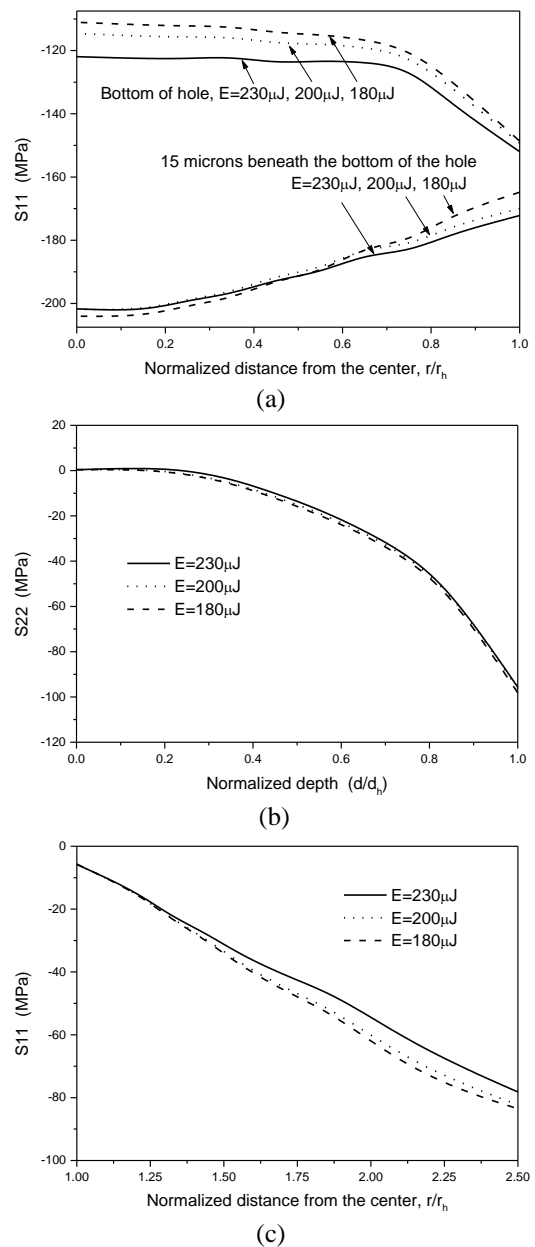 -120
-140
-160
-180
-200
S11 (MPa)
Bottom of hole, E=230μJ, 200μJ, 180μJ
15 microns beneath the bottom of the hole
E=230μJ, 200μJ, 180μJ
0.0 0.2 0.4 0.6 0.8 1.0
Normalized distance from the center, r/rh
(a)
20
0
-20
-40
-60
-80
-100
-120
S22 (MPa)
E=230μJ
E=200μJ
E=180μJ
0.0 0.2 0.4 0.6 0.8 1.0
Normalized depth (d/dh)
(b)
0
-20
-40
-60
-80
-100
S11 (MPa)
E=230μJ
E=200μJ
E=180μJ
1.00 1.25 1.50 1.75 2.00 2.25 2.50
Normalized distance from the center, r/rh
(c)